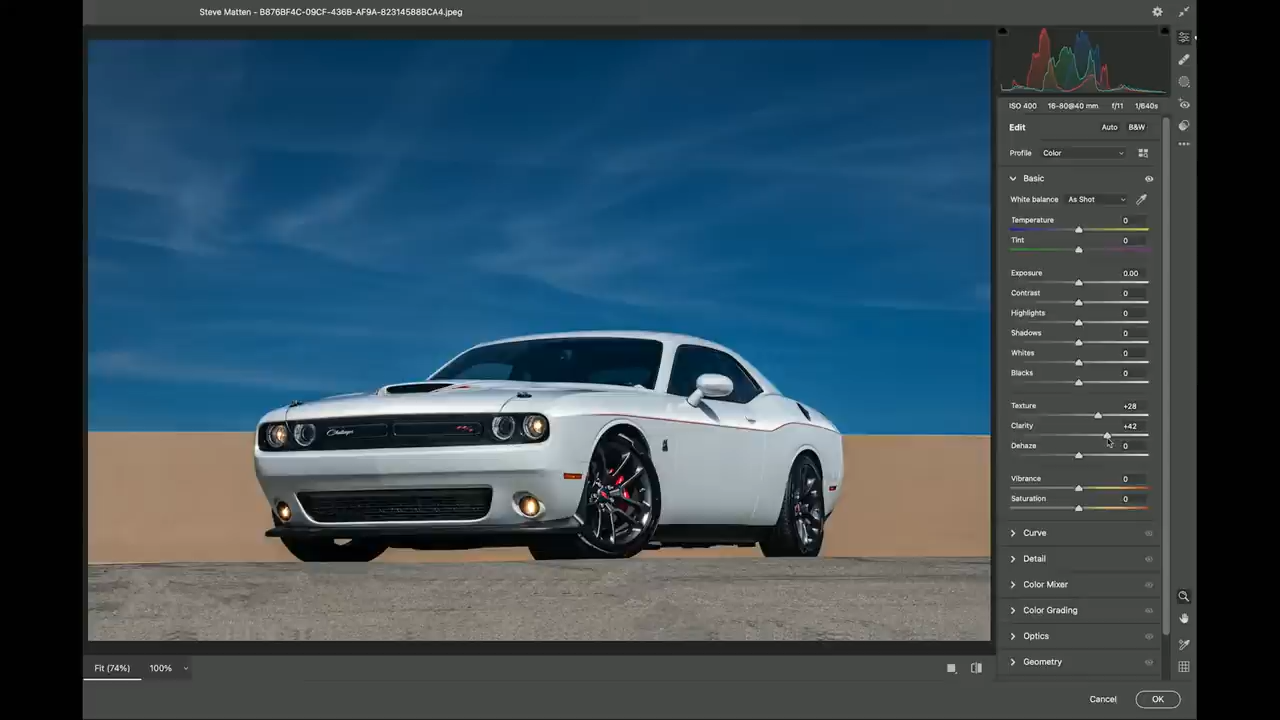 Steve Matten - B876BF4C-09CF-436B-AF9A-82314588BCA4.jpeg
ISO 400 16-80@40 mm f/11 1/640s
Edit Auto B&W
Profile Color
Basic
White balance As Shot
Temperature 0
Tint 0
Exposure 0.00
Contrast 0
Highlights 0
Shadows 0
Whites 0
Blacks 0
Texture +28
Clarity +42
Dehaze 0
Vibrance 0
Saturation 0
Curve
Detail
Color Mixer
Color Grading
Optics
Geometry
Challenger
Fit (74%) 100%
Cancel OK